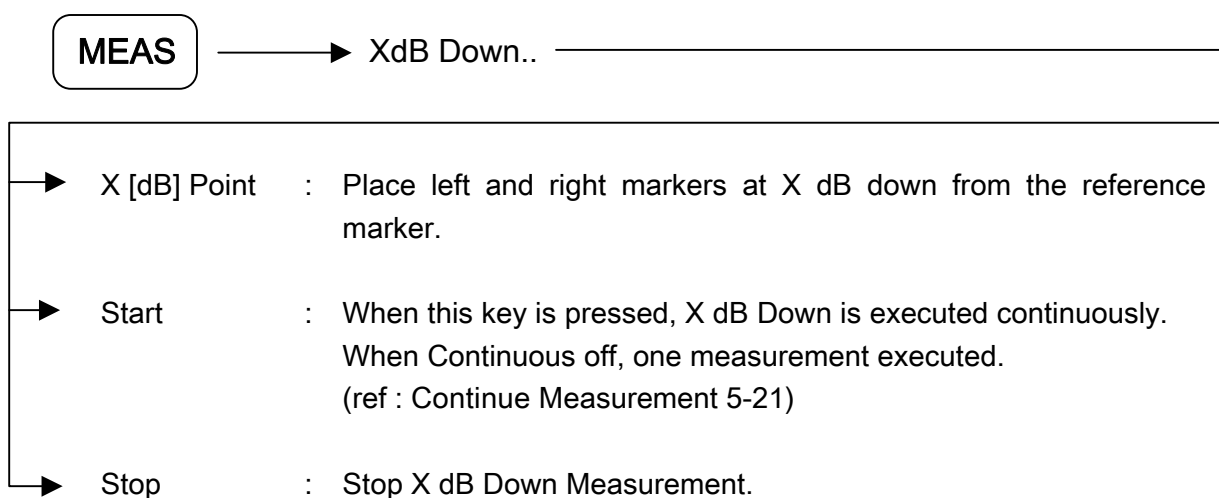 MEAS XdB Down..
X [dB] Point : Place left and right markers at X dB down from the reference
marker.
Start : When this key is pressed, X dB Down is executed continuously.
When Continuous off, one measurement executed.
(ref : Continue Measurement 5-21)
Stop : Stop X dB Down Measurement.